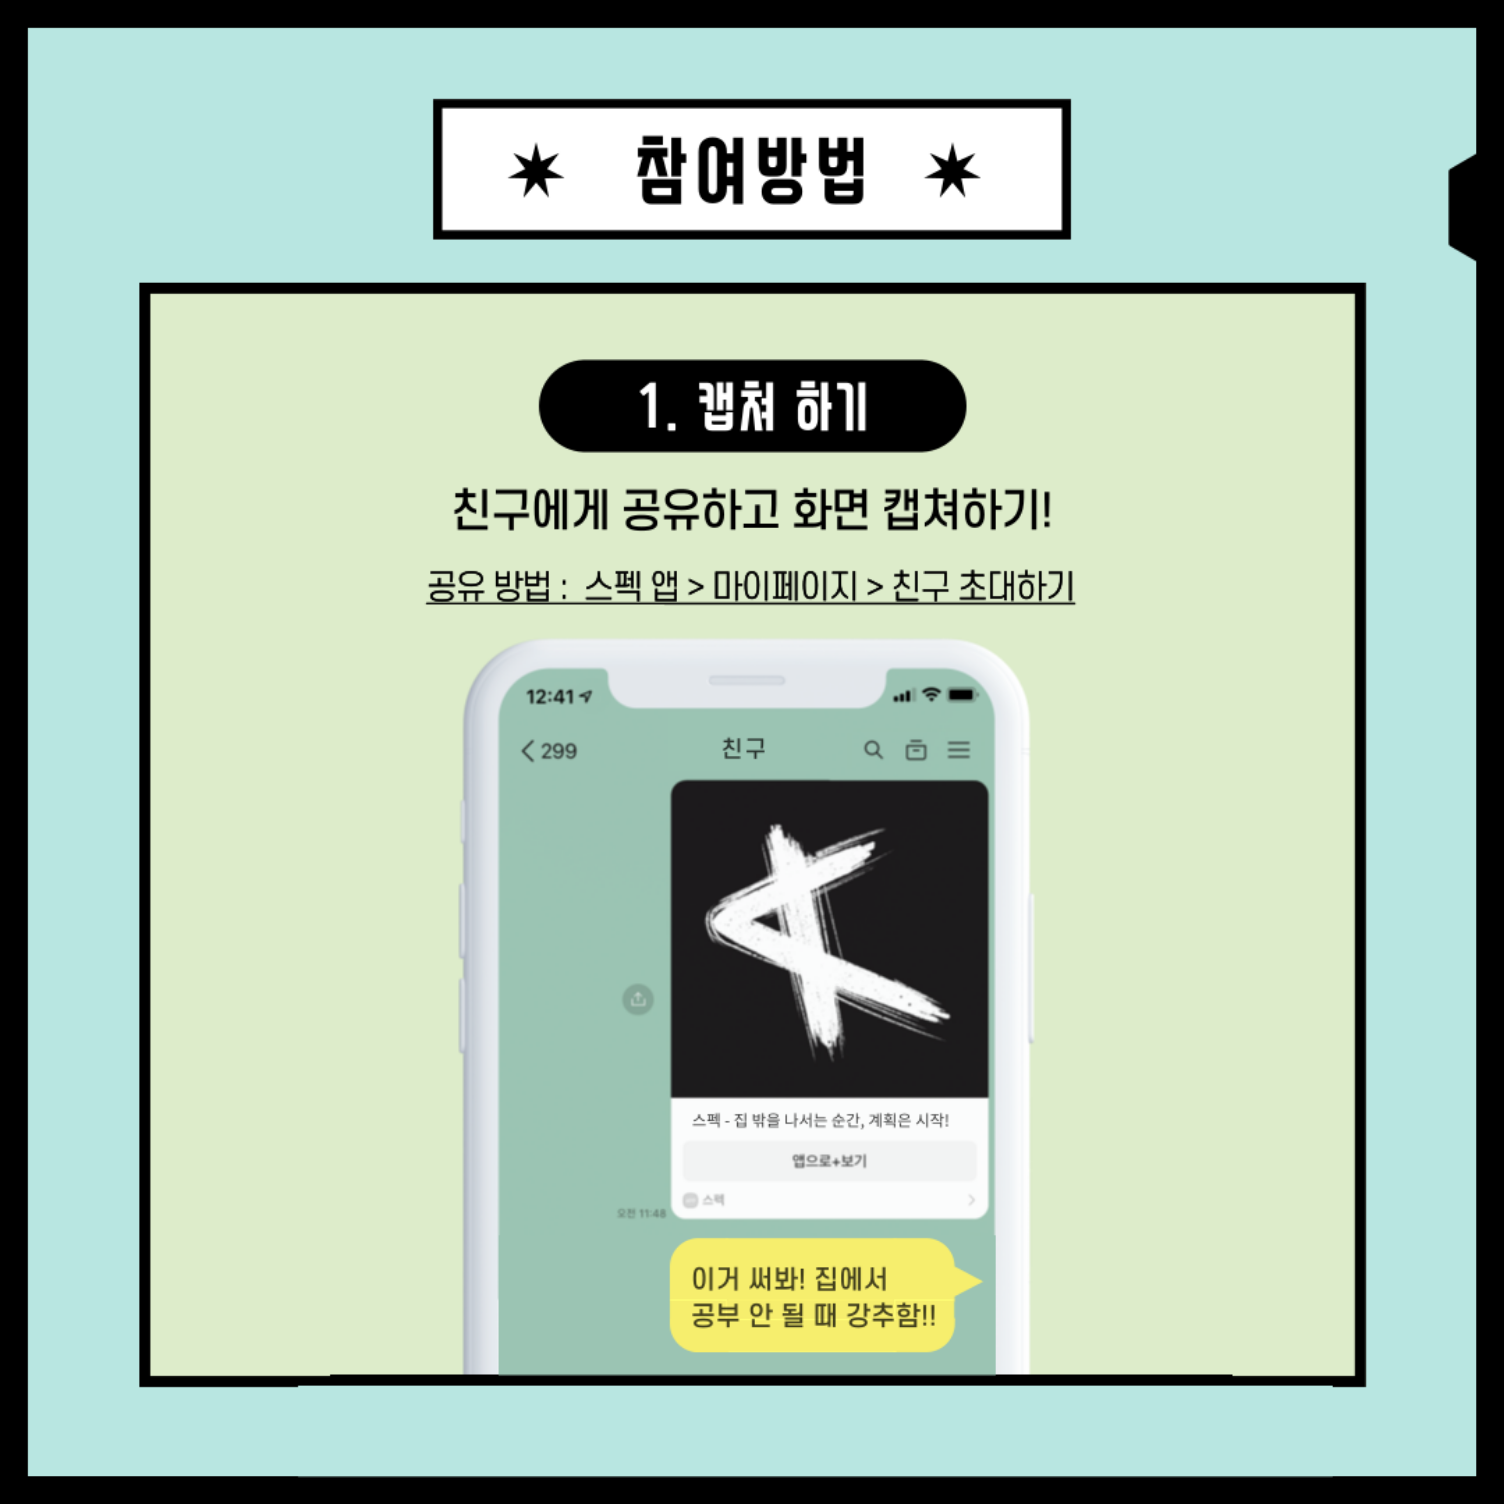 참여방법
1. 캡쳐 하기
친구에게 공유하고 화면 캡쳐하기!
공유 방법 : 스펙 앱 > 마이페이지 > 친구 초대하기
12:41
299 친구
스펙 - 집 밖을 나서는 순간, 계획은 시작!
앱으로+보기
스펙
오전 11:48
이거 써봐! 집에서
공부 안 될 때 강추함!!